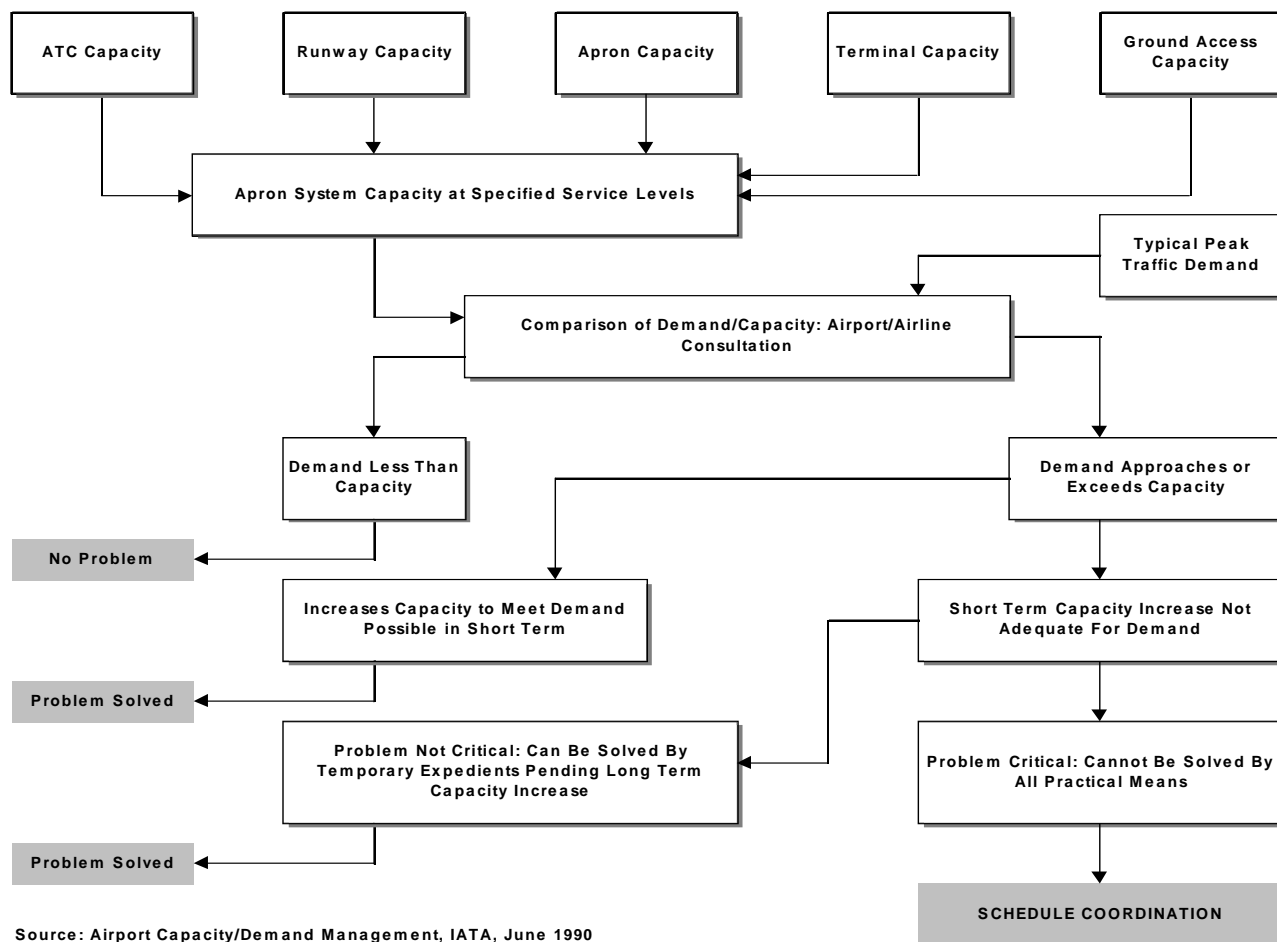 ATC Capacity
Runway Capacity
Apron Capacity
Terminal Capacity
Ground Access
Capacity
Apron System Capacity at Specified Service Levels
Typical Peak
Traffic Demand
Comparison of Demand/Capacity: Airport/Airline
Consultation
Demand Less Than
Capacity
Demand Approaches or
Exceeds Capacity
No Problem
Increases Capacity to Meet Demand
Possible in Short Term
Short Term Capacity Increase Not
Adequate For Demand
Problem Solved
Problem Not Critical: Can Be Solved By
Temporary Expedients Pending Long Term
Capacity Increase
Problem Critical: Cannot Be Solved By
All Practical Means
Problem Solved
SCHEDULE COORDINATION
Source: Airport Capacity/Demand Management, IATA, June 1990